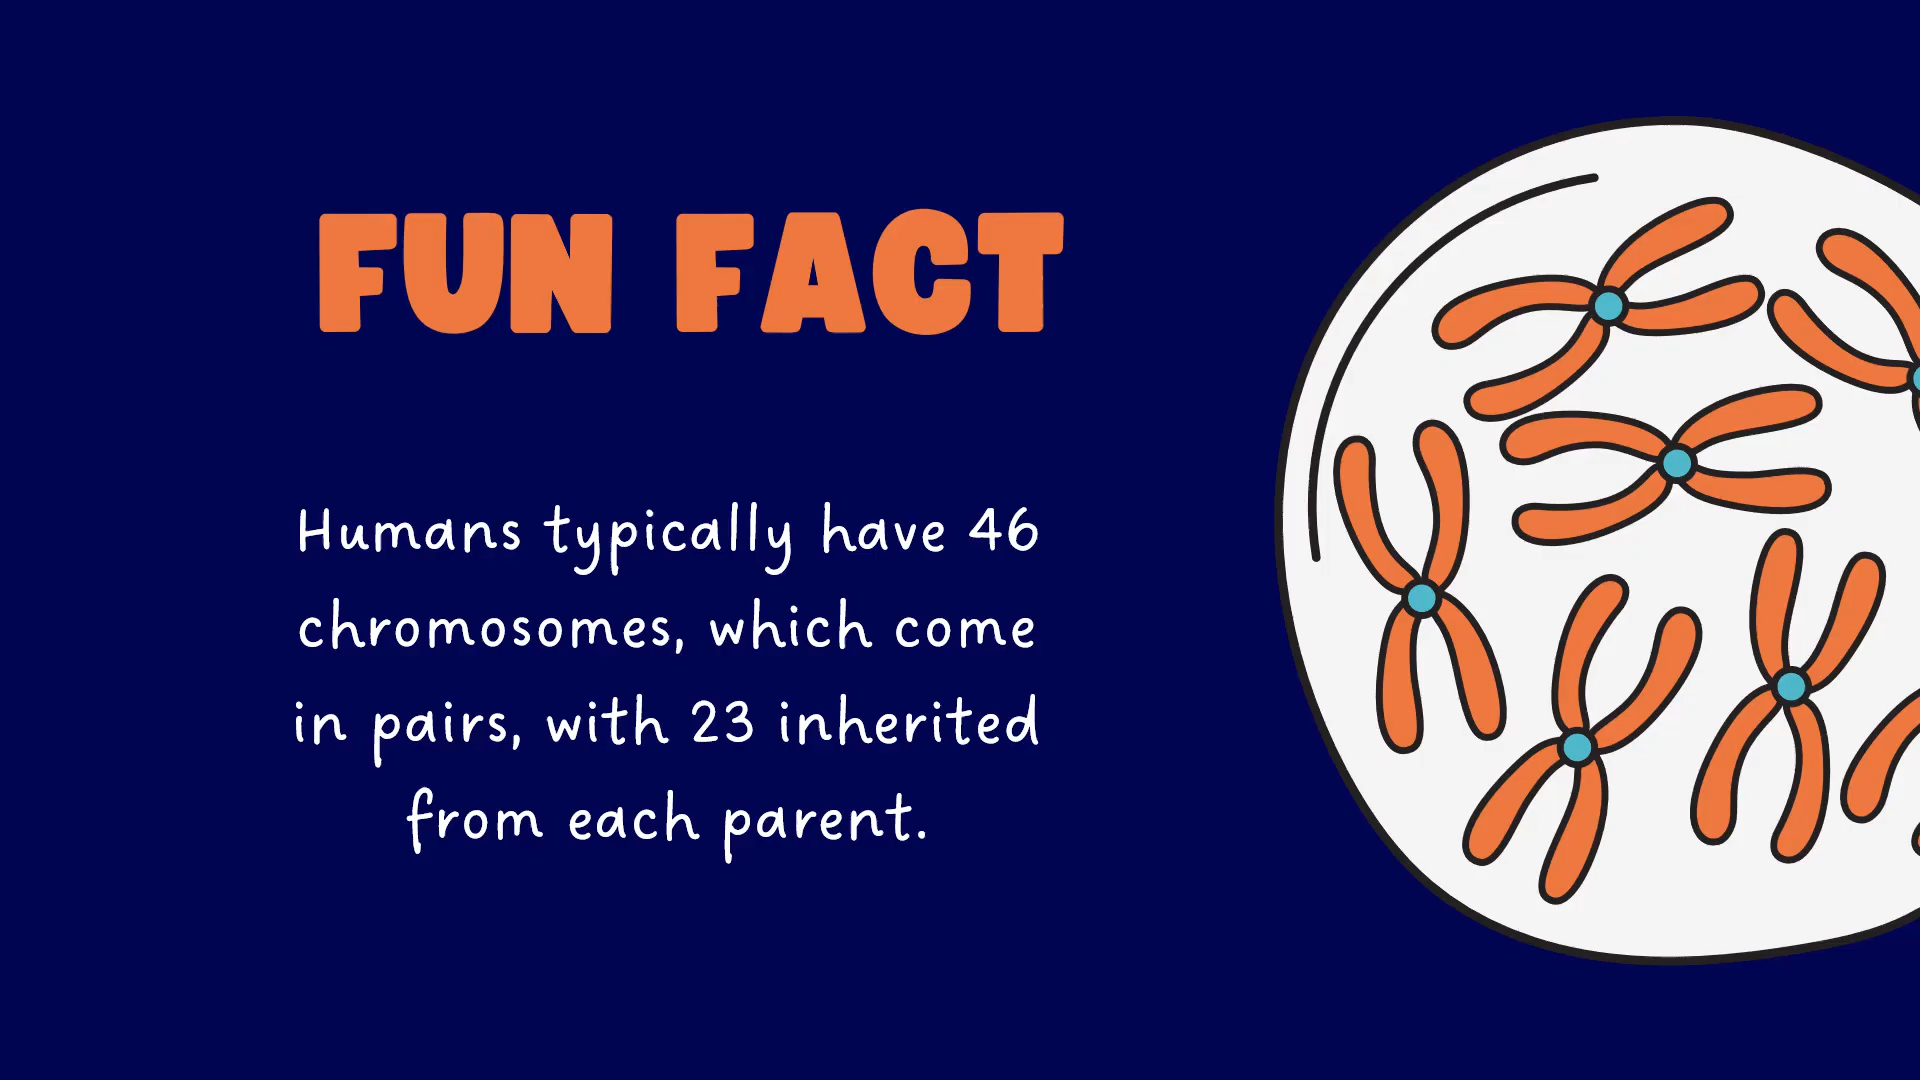 FUN FACT
Humans typically have 46
chromosomes, which come
in pairs, with 23 inherited
from each parent.